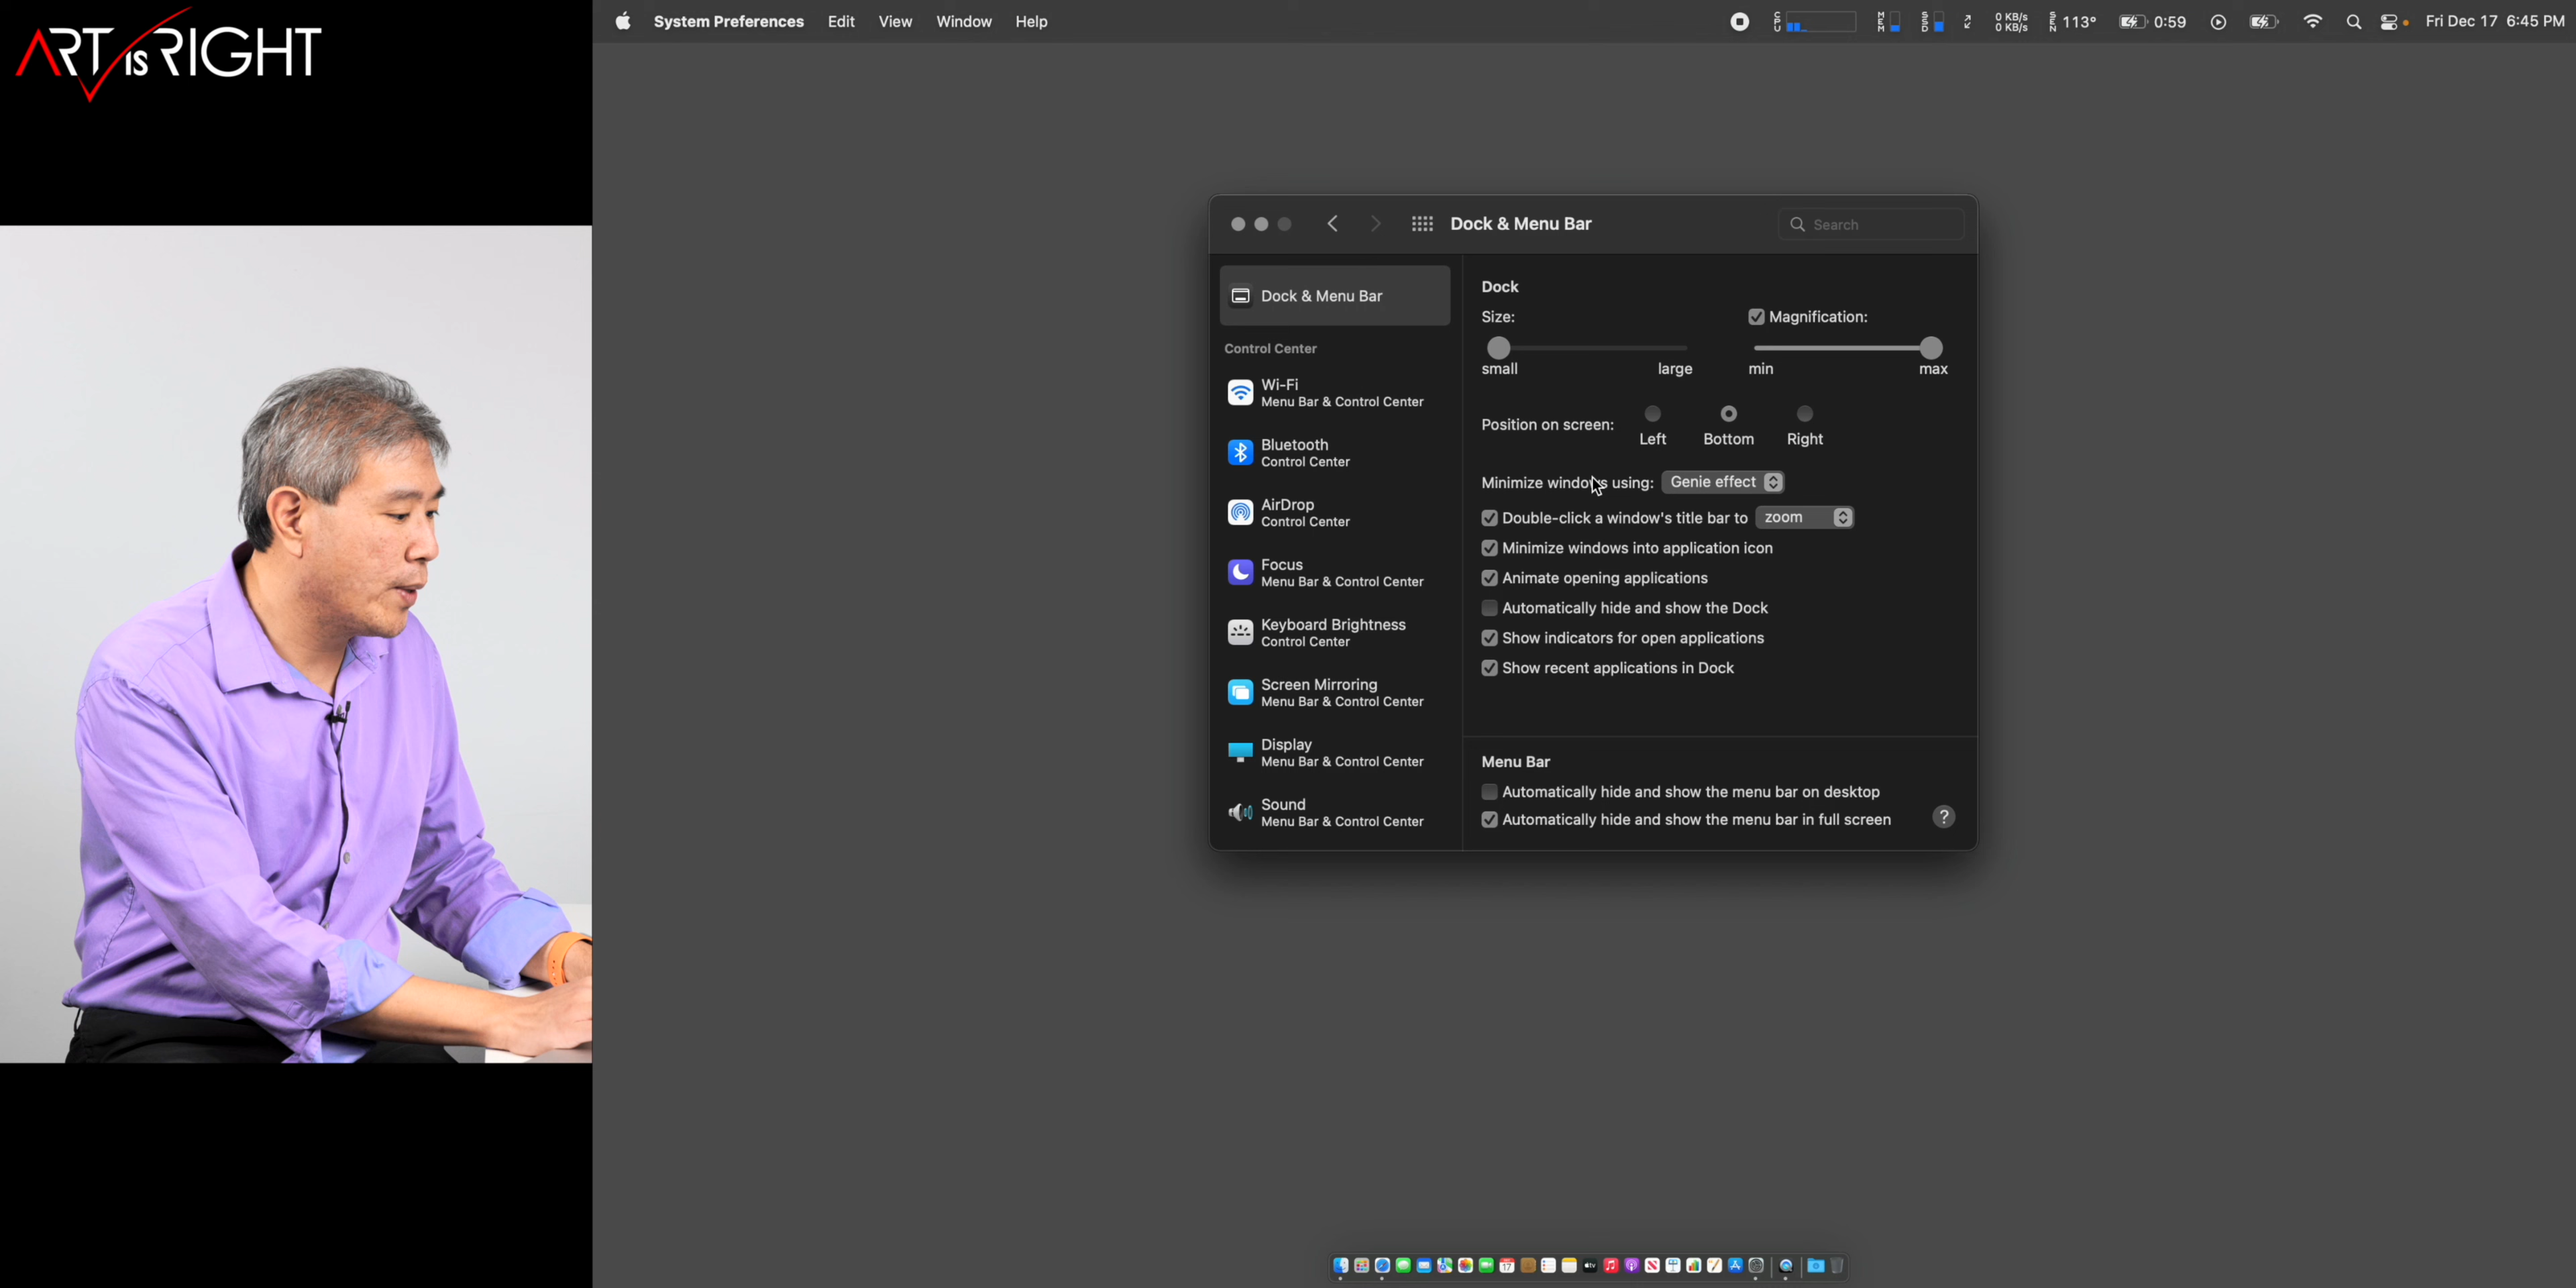 ART is RIGHT
System Preferences Edit View Window Help
CPU MEM SSD 0 KB/s 0 KB/s SEN 113° 0:59 Fri Dec 17 6:45 PM
Dock & Menu Bar
Search
Dock & Menu Bar
Control Center
Wi-Fi
Menu Bar & Control Center
Bluetooth
Control Center
AirDrop
Control Center
Focus
Menu Bar & Control Center
Keyboard Brightness
Control Center
Screen Mirroring
Menu Bar & Control Center
Display
Menu Bar & Control Center
Sound
Menu Bar & Control Center
Dock
Size: Magnification:
small large min max
Position on screen: Left Bottom Right
Minimize windows using: Genie effect
Double-click a window's title bar to zoom
Minimize windows into application icon
Animate opening applications
Automatically hide and show the Dock
Show indicators for open applications
Show recent applications in Dock
Menu Bar
Automatically hide and show the menu bar on desktop
Automatically hide and show the menu bar in full screen
?